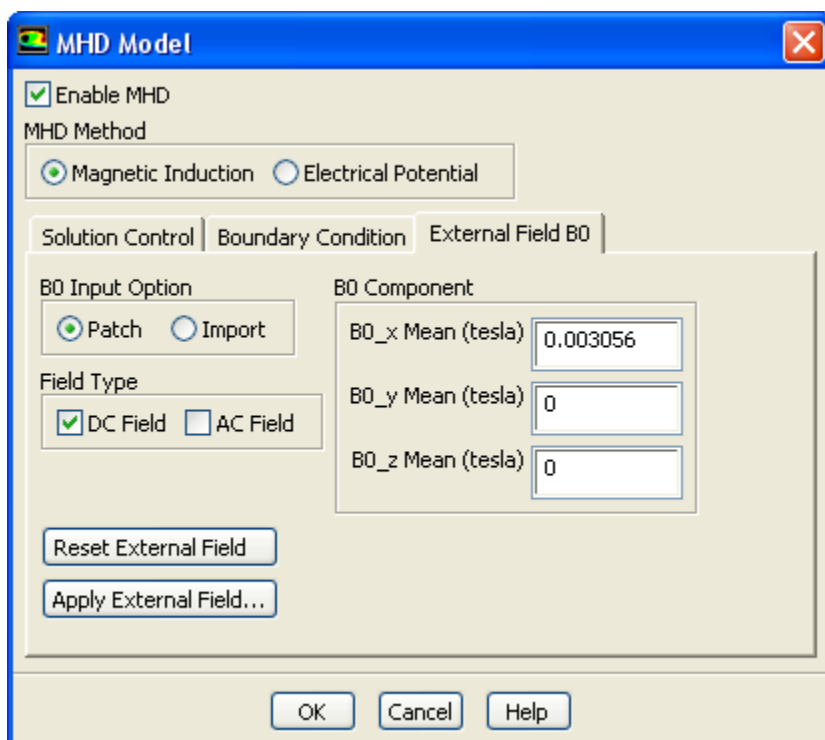 MHD Model
Enable MHD
MHD Method
Magnetic Induction Electrical Potential
Solution Control Boundary Condition External Field B0
B0 Input Option
Patch Import
Field Type
DC Field AC Field
B0 Component
B0_x Mean (tesla) 0.003056
B0_y Mean (tesla) 0
B0_z Mean (tesla) 0
Reset External Field
Apply External Field...
OK Cancel Help